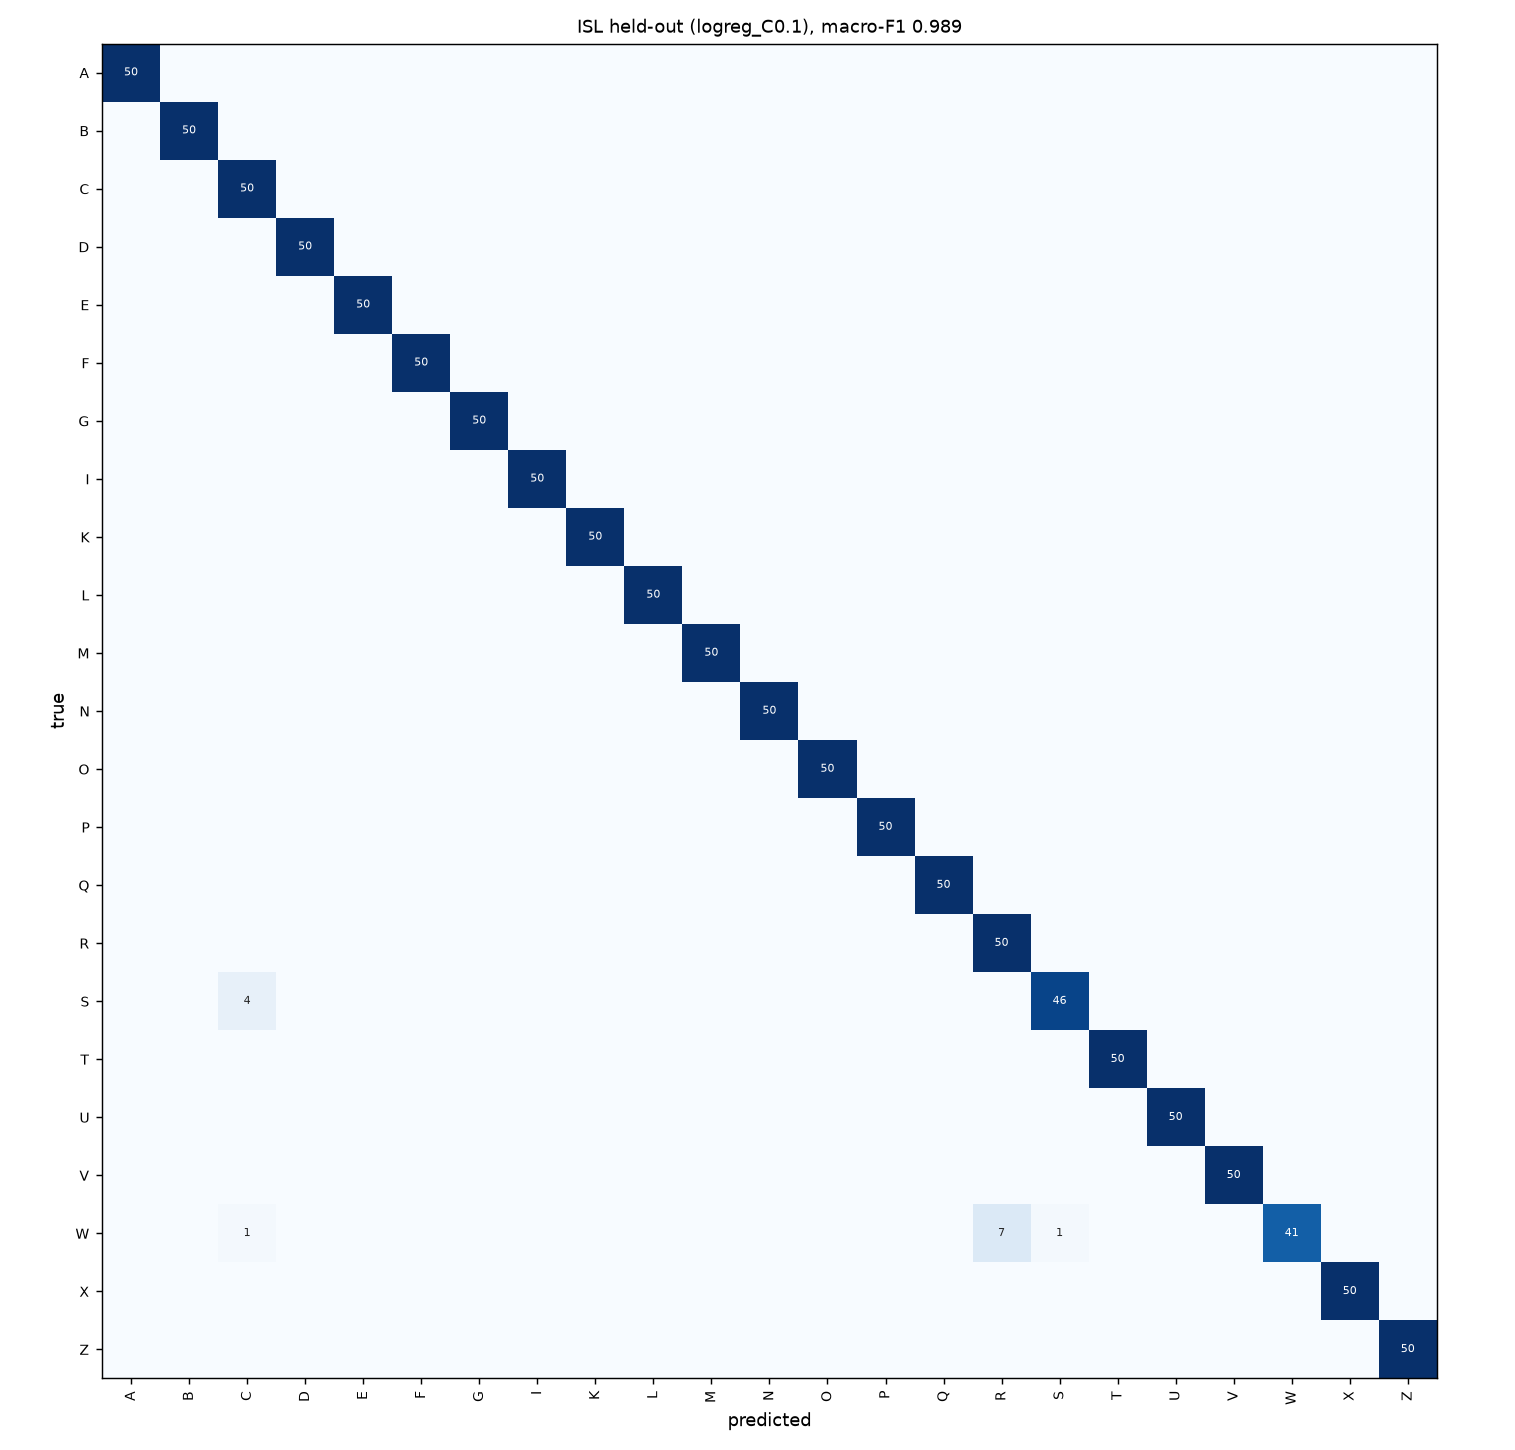 ISL held-out (logreg_C0.1), macro-F1 0.989
A 50
B 50
C 50
D 50
E 50
F 50
G 50
I 50
K 50
L 50
M 50
N 50
O 50
P 50
Q 50
R 50
S 4 46
T 50
U 50
V 50
W 1 7 1 41
X 50
Z 50
true
A B C D E F G I K L M N O P Q R S T U V W X Z
predicted